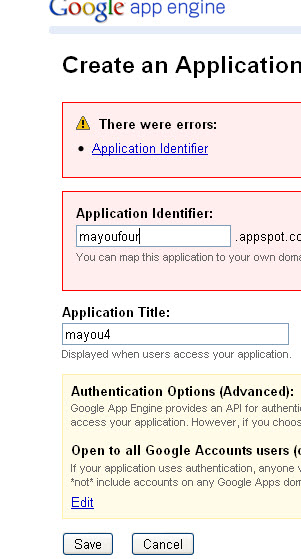 Google app engine
Create an Application
There were errors:
Application Identifier
Application Identifier:
mayoufour .appspot.co
You can map this application to your own doma
Application Title:
mayou4
Displayed when users access your application.
Authentication Options (Advanced):
Google App Engine provides an API for authenti
access your application. However, if you choos
Open to all Google Accounts users (
If your application uses authentication, anyone
*not* include accounts on any Google Apps dom
Edit
Save Cancel